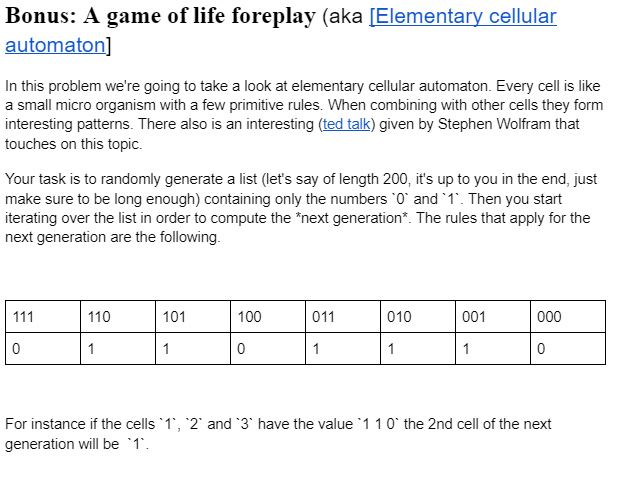 Bonus: A game of life foreplay (aka [Elementary cellular
automaton]
In this problem we're going to take a look at elementary cellular automaton. Every cell is like
a small micro organism with a few primitive rules. When combining with other cells they form
interesting patterns. There also is an interesting (ted talk) given by Stephen Wolfram that
touches on this topic.
Your task is to randomly generate a list (let's say of length 200, it's up to you in the end, just
make sure to be long enough) containing only the numbers `0` and `1`. Then you start
iterating over the list in order to compute the *next generation*. The rules that apply for the
next generation are the following.
111 110 101 100 011 010 001 000
0 1 1 0 1 1 1 0
For instance if the cells `1`, `2` and `3` have the value `1 1 0` the 2nd cell of the next
generation will be `1`.